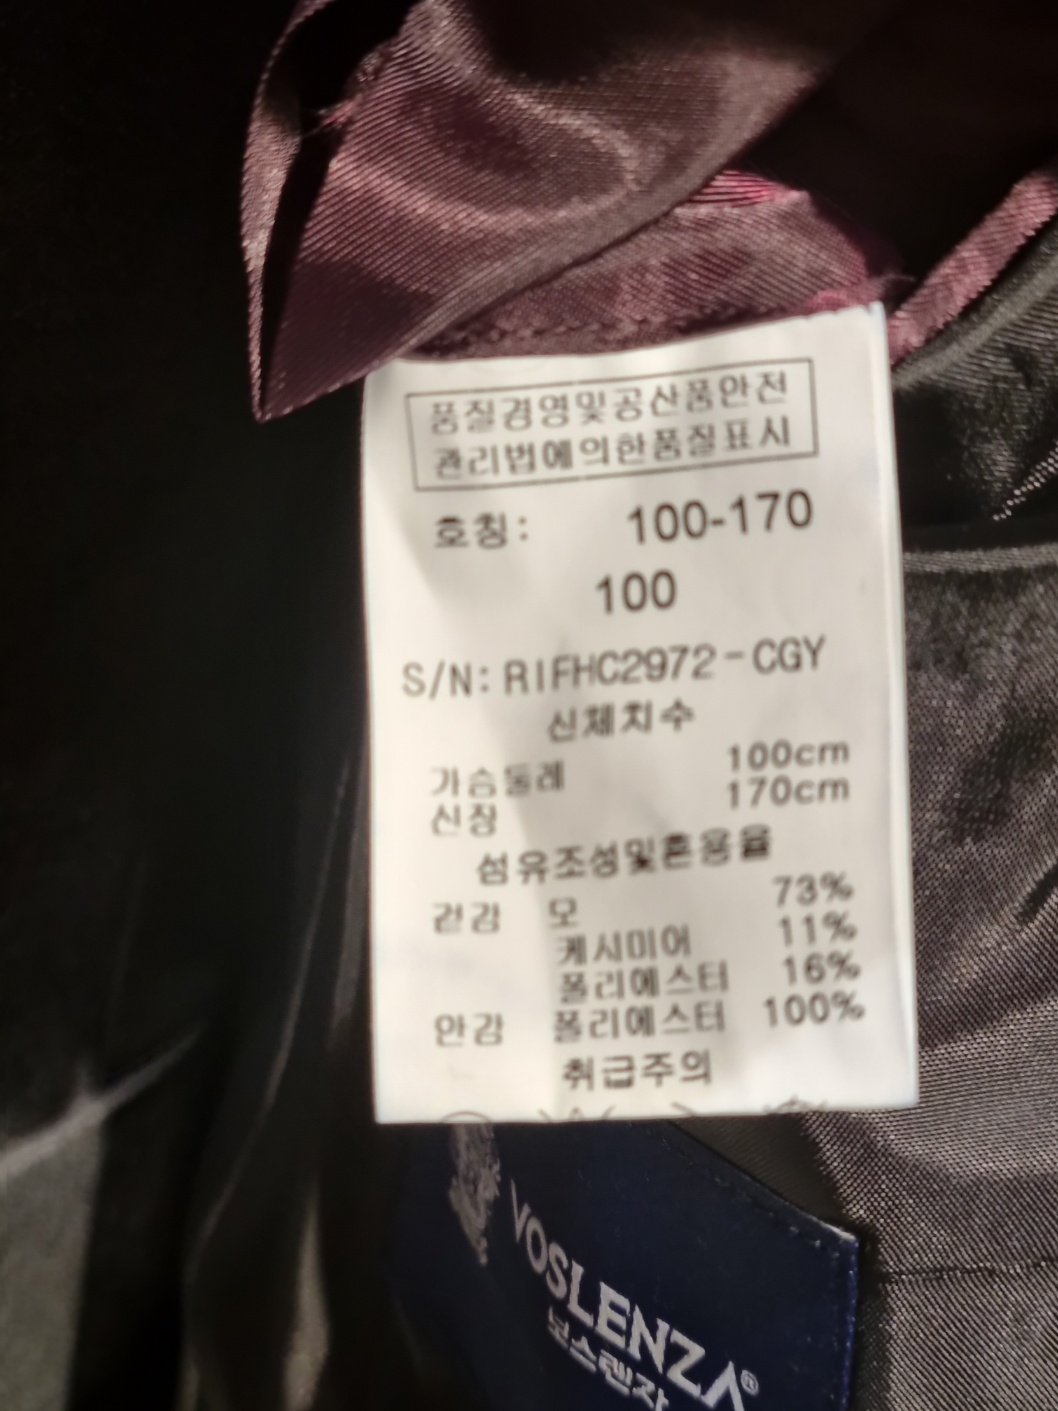 품질경영및공산품안전
관리법에의한품질표시
호칭: 100-170
100
S/N: RIFHC2972-CGY
신체치수
가슴둘레 100cm
신장 170cm
섬유조성및혼용율
겉감 모 73%
케시미어 11%
폴리에스터 16%
안감 폴리에스터 100%
취급주의
VOSLENZA®
보스렌자